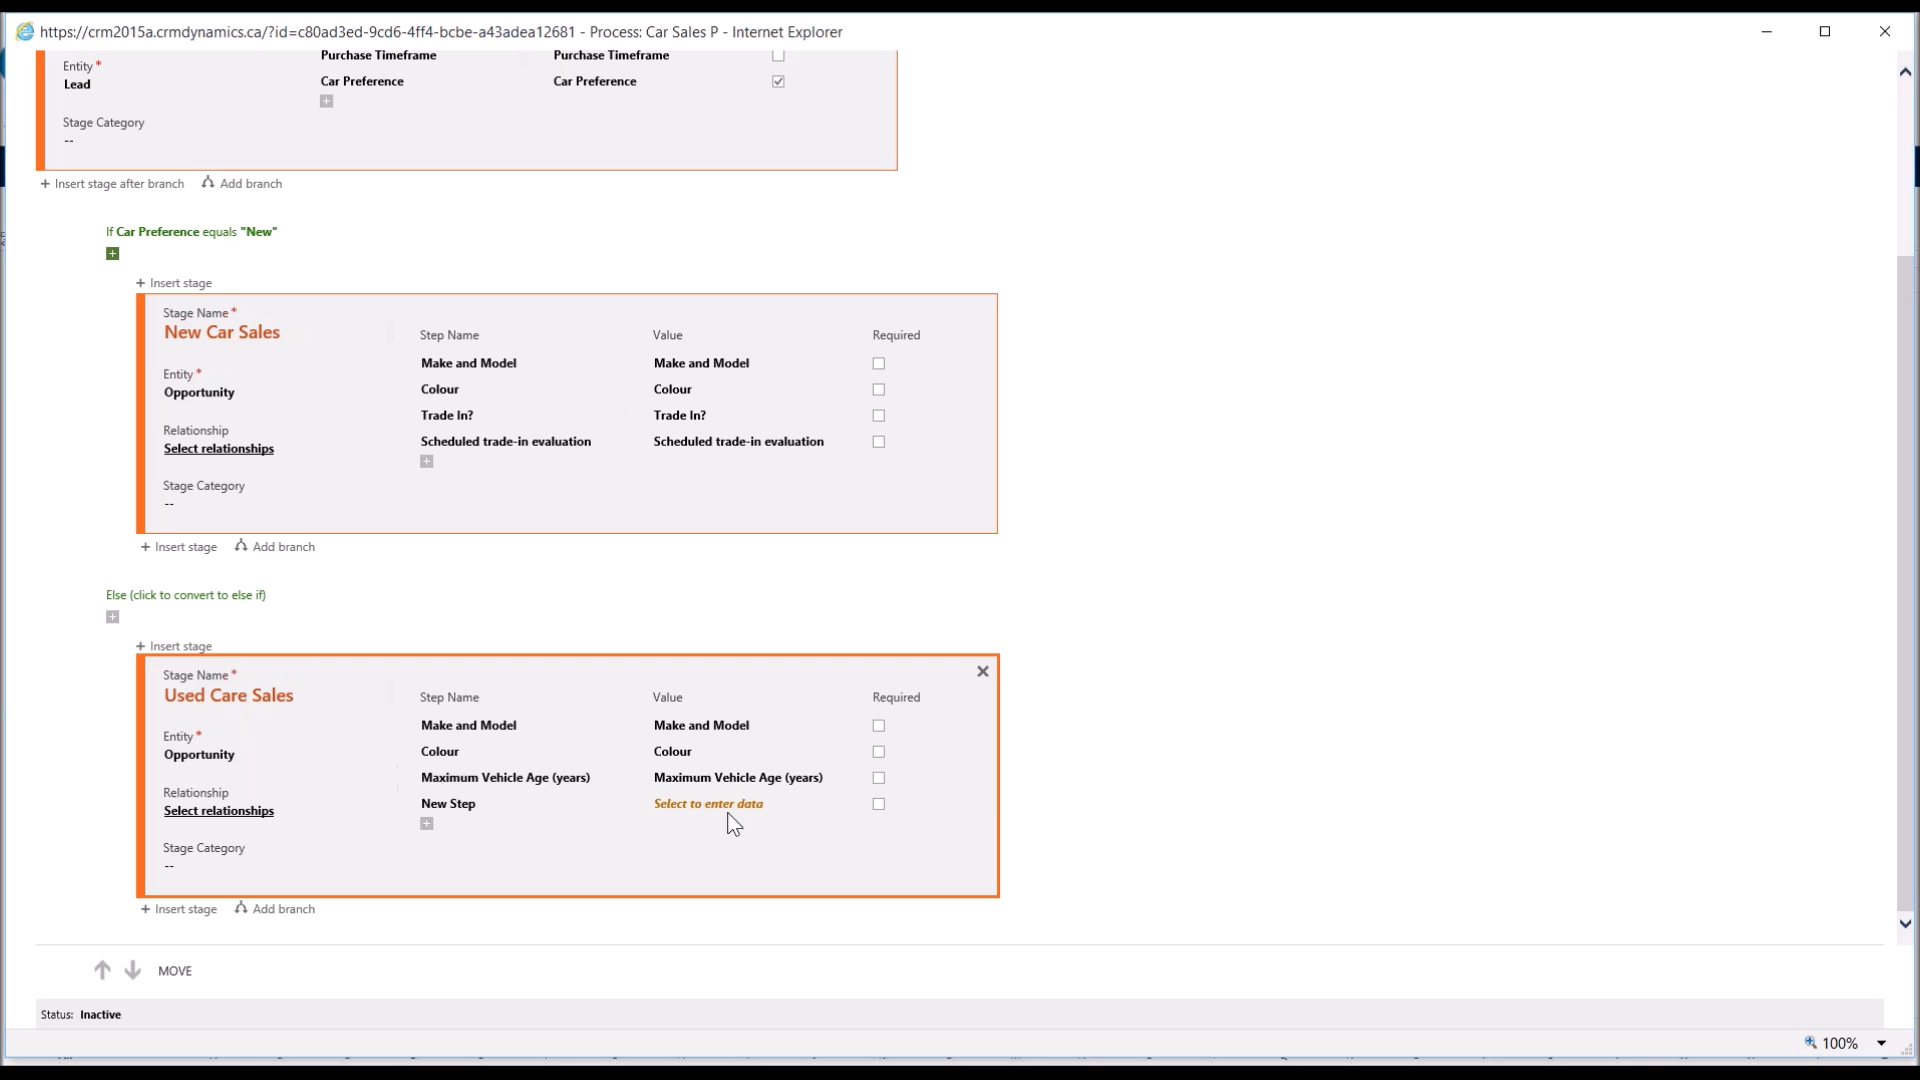 https://crm2015a.crmdynamics.ca/?id=c80ad3ed-9cd6-4ff4-bcbe-a43adea12681 - Process: Car Sales P - Internet Explorer
Purchase Timeframe Purchase Timeframe
Entity *
Lead
Car Preference Car Preference
Stage Category
--
+ Insert stage after branch Add branch
If Car Preference equals "New"
+ Insert stage
Stage Name *
New Car Sales
Step Name Value Required
Make and Model Make and Model
Entity *
Opportunity
Colour Colour
Trade In? Trade In?
Relationship
Select relationships
Scheduled trade-in evaluation Scheduled trade-in evaluation
Stage Category
--
+ Insert stage Add branch
Else (click to convert to else if)
+ Insert stage
Stage Name *
Used Care Sales
Step Name Value Required
Make and Model Make and Model
Entity *
Opportunity
Colour Colour
Maximum Vehicle Age (years) Maximum Vehicle Age (years)
Relationship
Select relationships
New Step Select to enter data
Stage Category
--
+ Insert stage Add branch
MOVE
Status: Inactive
100%